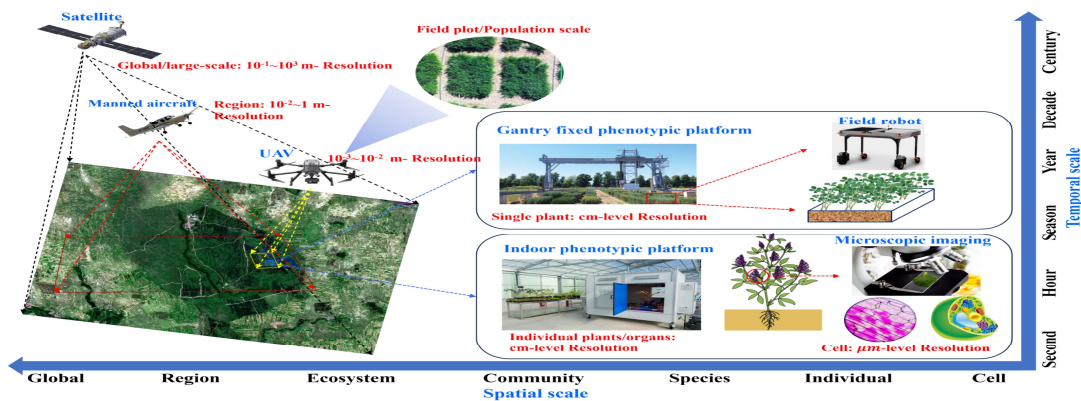 Satellite
Field plot/Population scale
Global/large-scale: 10⁻¹~10³ m- Resolution
Manned aircraft
Region: 10⁻²~1 m-
Resolution
UAV
10⁻³~10⁻² m- Resolution
Gantry fixed phenotypic platform
Field robot
Single plant: cm-level Resolution
Indoor phenotypic platform
Microscopic imaging
Individual plants/organs:
cm-level Resolution
Cell: μm-level Resolution
Century
Decade
Year
Season
Hour
Second
Temporal scale
Global Region Ecosystem Community Species Individual Cell
Spatial scale